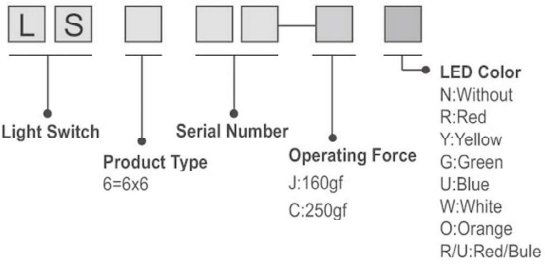 L S
Light Switch
Product Type
6=6x6
Serial Number
Operating Force
J:160gf
C:250gf
LED Color
N:Without
R:Red
Y:Yellow
G:Green
U:Blue
W:White
O:Orange
R/U:Red/Bule